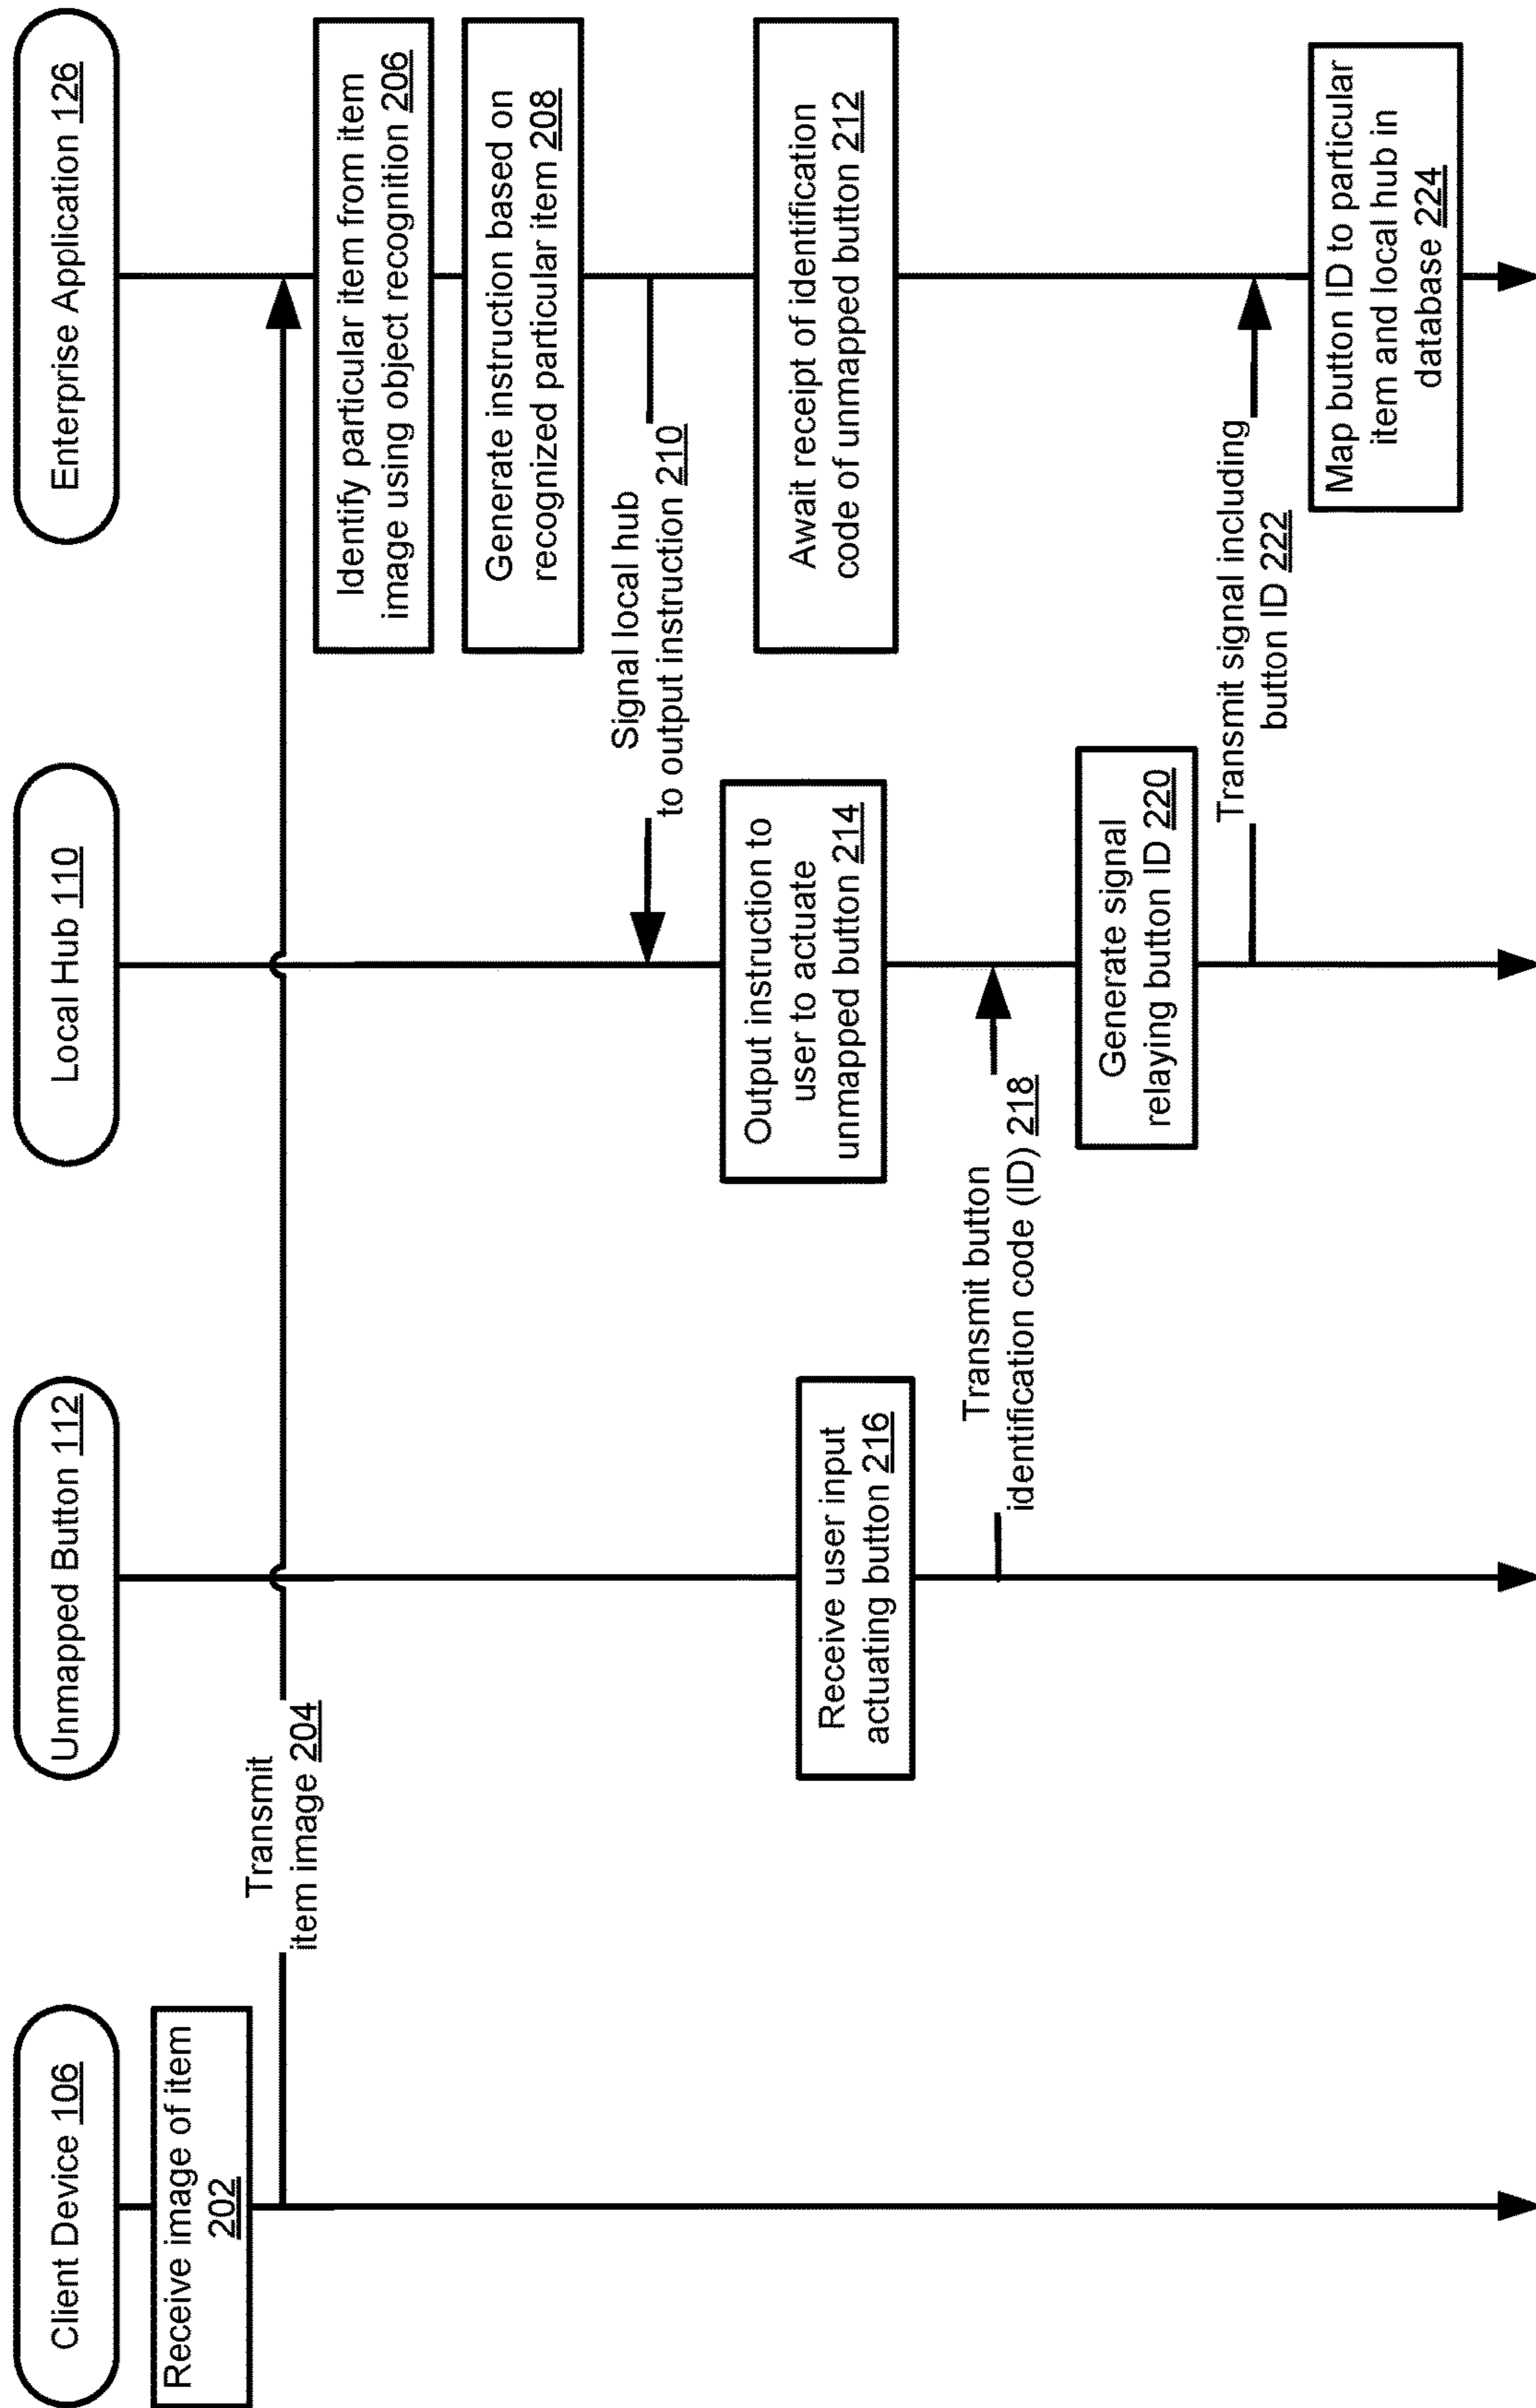 Client Device 106
Unmapped Button 112
Local Hub 110
Enterprise Application 126
Receive image of item
202
Transmit
item image 204
Identify particular item from item
image using object recognition 206
Generate instruction based on
recognized particular item 208
Signal local hub
to output instruction 210
Await receipt of identification
code of unmapped button 212
Output instruction to
user to actuate
unmapped button 214
Receive user input
actuating button 216
Transmit button
identification code (ID) 218
Generate signal
relaying button ID 220
Transmit signal including
button ID 222
Map button ID to particular
item and local hub in
database 224